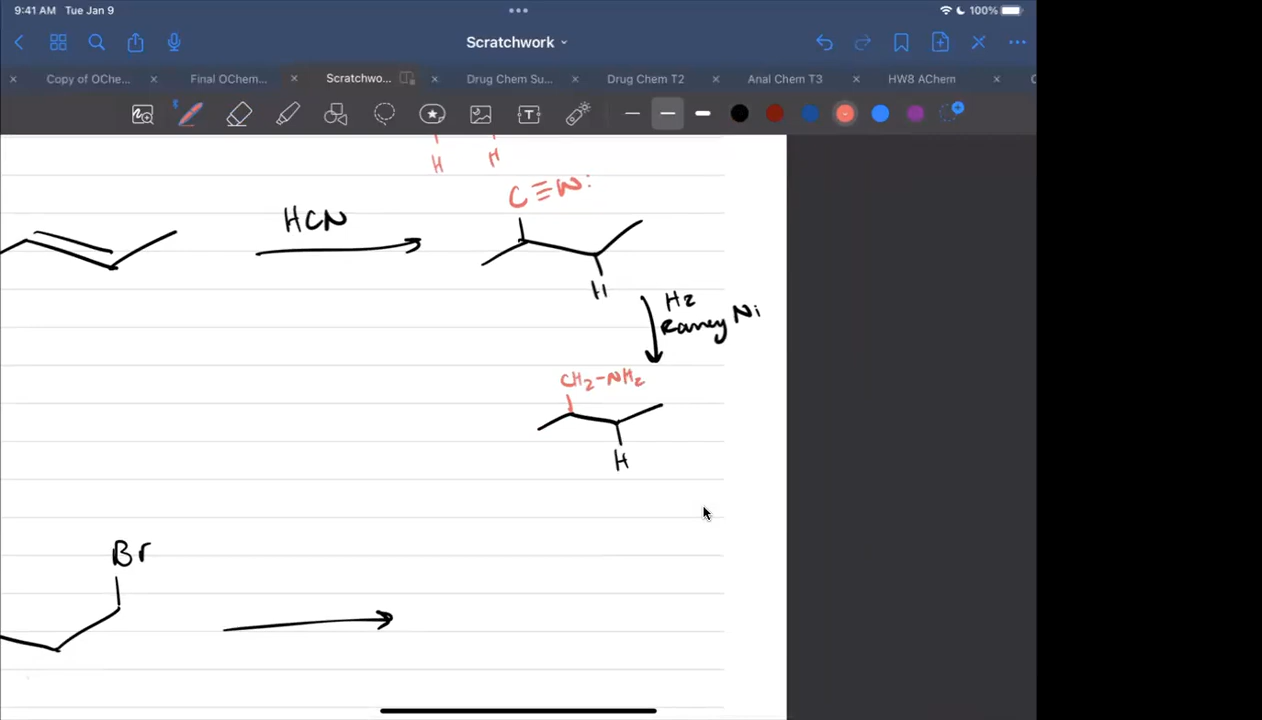 9:41 AM Tue Jan 9
100%
Scratchwork
Copy of OChe...
Final OChem...
Scratchwo...
Drug Chem Su...
Drug Chem T2
Anal Chem T3
HW8 AChem
H H
C≡N:
HCN
H
H2
Raney Ni
CH2-NH2
H
Br